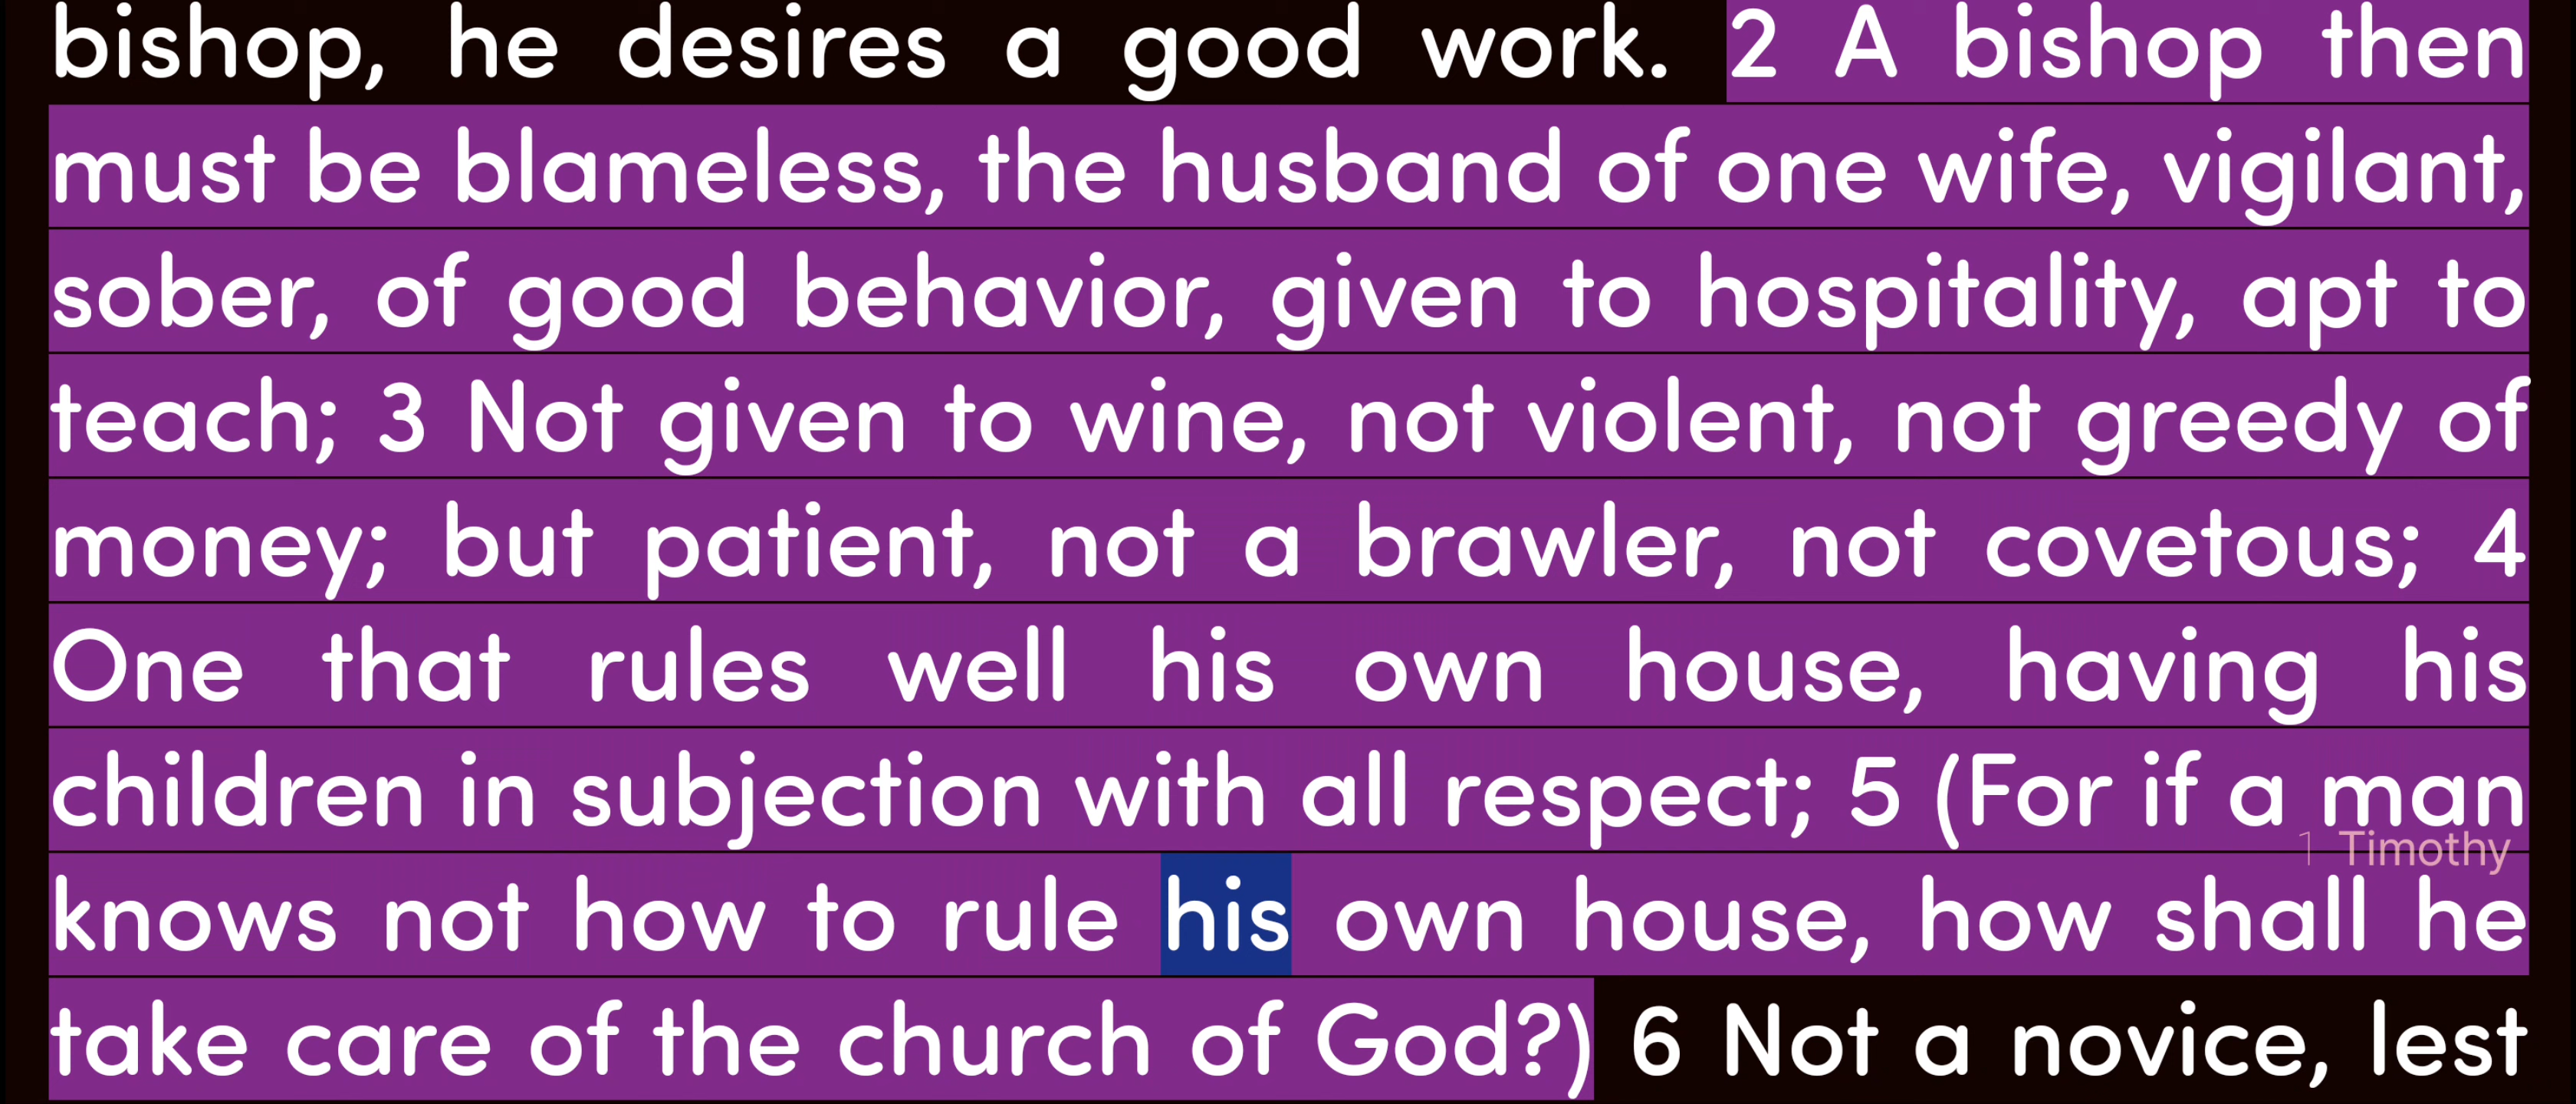 bishop, he desires a good work. 2 A bishop then
must be blameless, the husband of one wife, vigilant,
sober, of good behavior, given to hospitality, apt to
teach; 3 Not given to wine, not violent, not greedy of
money; but patient, not a brawler, not covetous; 4
One that rules well his own house, having his
children in subjection with all respect; 5 (For if a man
1 Timothy
knows not how to rule his own house, how shall he
take care of the church of God?) 6 Not a novice, lest